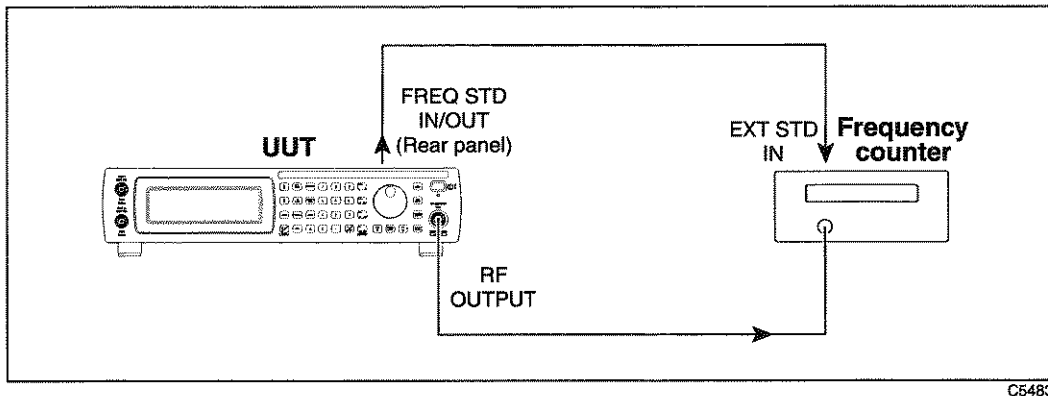 FREQ STD
IN/OUT
(Rear panel)
UUT
EXT STD
IN
Frequency
counter
RF
OUTPUT
C5483